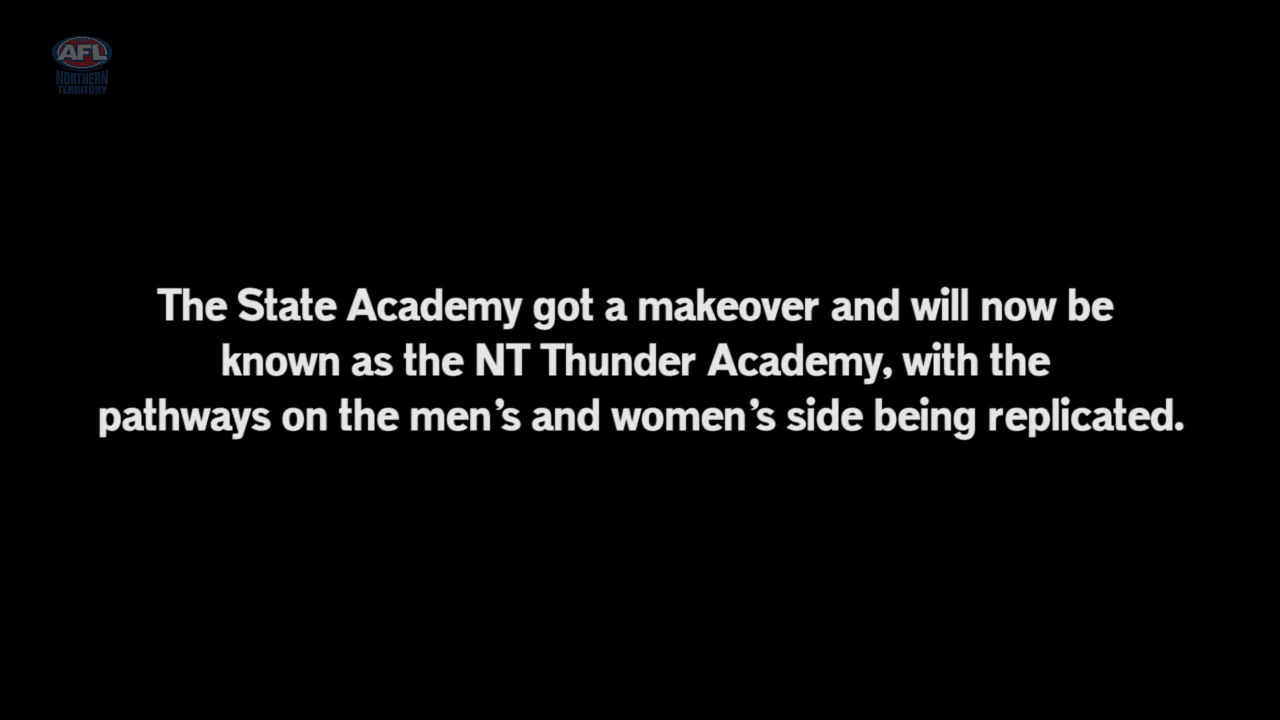 AFL
NORTHERN
TERRITORY
The State Academy got a makeover and will now be
known as the NT Thunder Academy, with the
pathways on the men’s and women’s side being replicated.